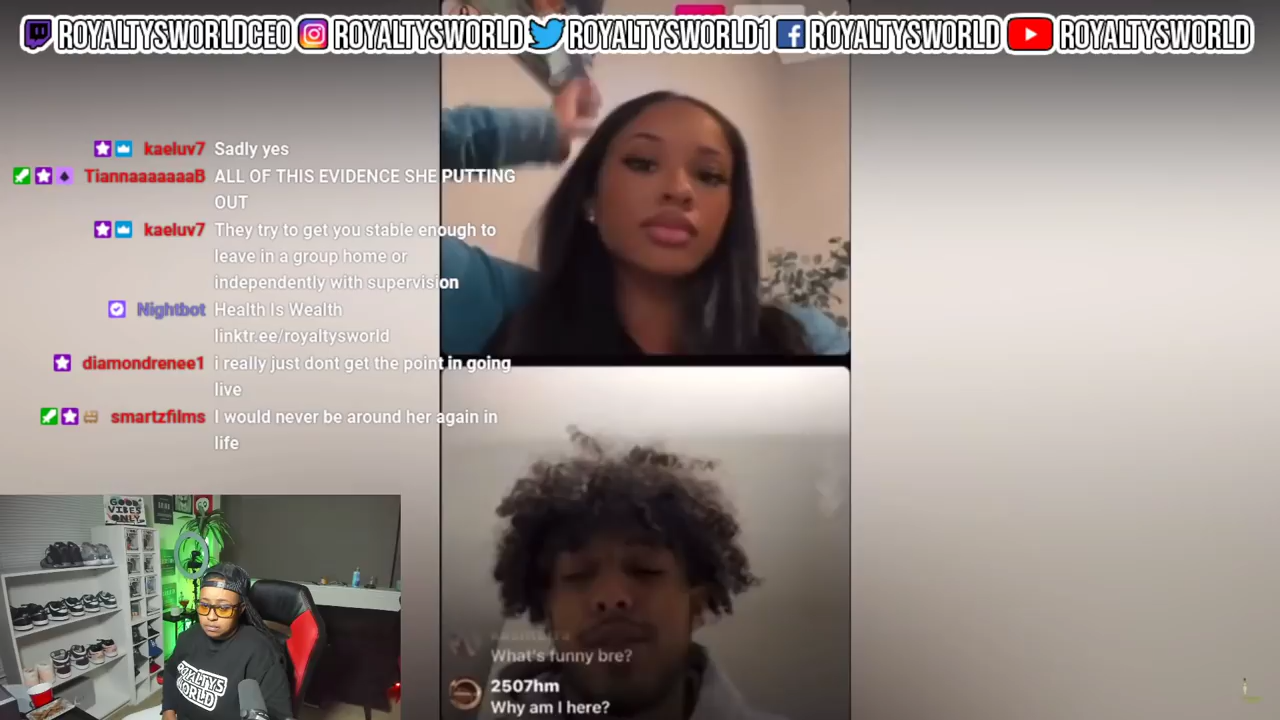 ROYALTYSWORLDCEO ROYALTYSWORLD ROYALTYSWORLD1 ROYALTYSWORLD ROYALTYSWORLD
kaeluv7 Sadly yes
TiannaaaaaaaB ALL OF THIS EVIDENCE SHE PUTTING
OUT
kaeluv7 They try to get you stable enough to
leave in a group home or
independently with supervision
Nightbot Health Is Wealth
linktr.ee/royaltysworld
diamondrenee1 i really just dont get the point in going
live
smartzfilms I would never be around her again in
life
GOOD
VIBES
ONLY
ROYALTYS
WORLD
What's funny bre?
2507hm
Why am I here?